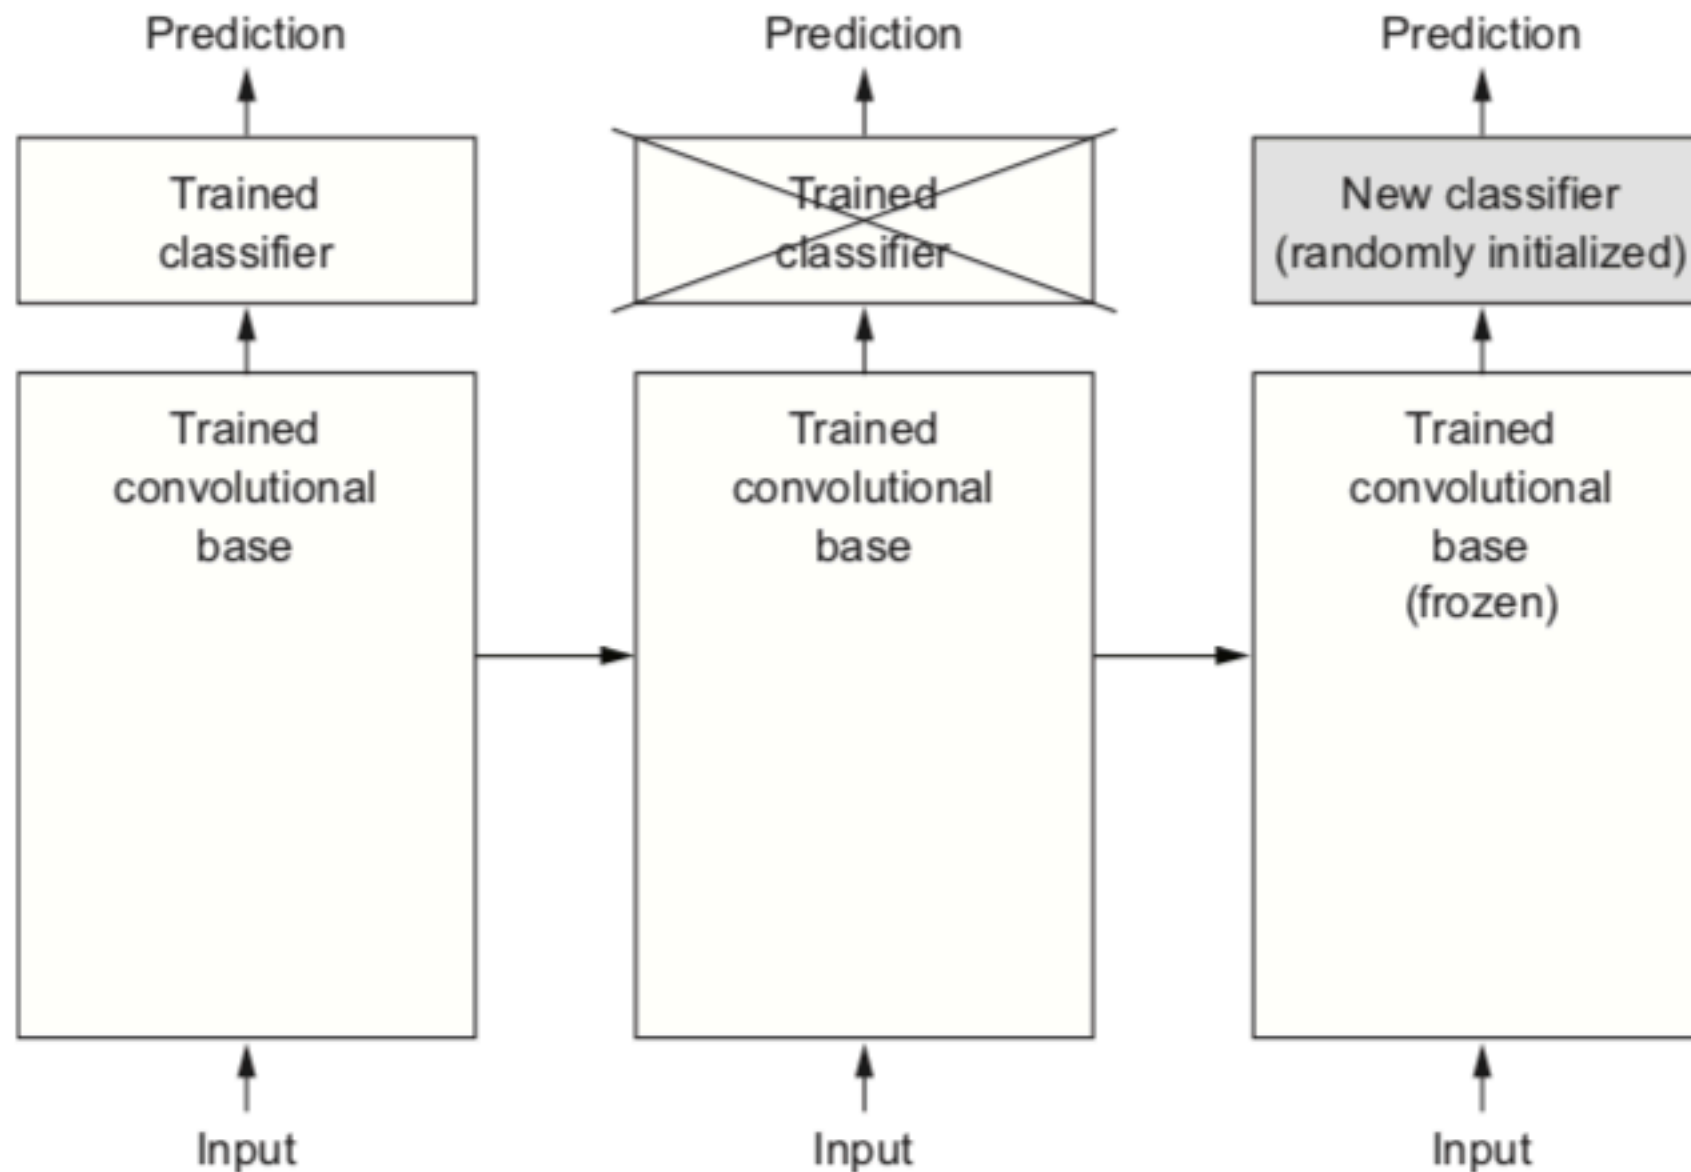 Prediction
Trained
classifier
Trained
convolutional
base
Input
Prediction
Trained
classifier
Trained
convolutional
base
Input
Prediction
New classifier
(randomly initialized)
Trained
convolutional
base
(frozen)
Input